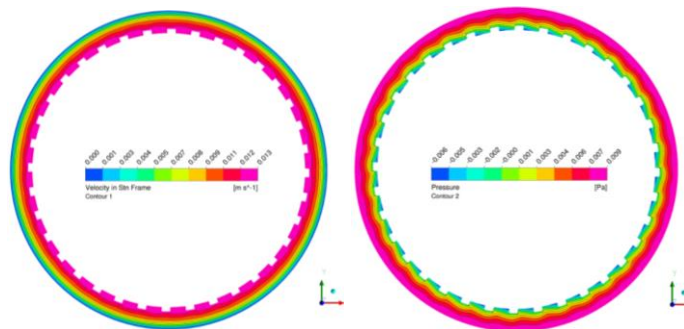 0.000 0.001 0.003 0.004 0.005 0.007 0.008 0.009 0.011 0.012 0.013
Velocity in Stn Frame [m s^-1]
Contour 1
-0.006 -0.005 -0.003 -0.002 -0.000 0.001 0.003 0.004 0.006 0.007 0.009
Pressure [Pa]
Contour 2